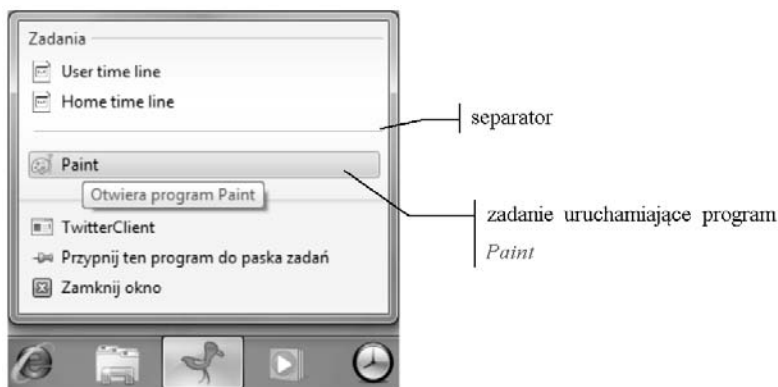 Zadania
User time line
Home time line
separator
Paint
Otwiera program Paint
zadanie uruchamiające program
Paint
TwitterClient
Przypnij ten program do paska zadań
Zamknij okno